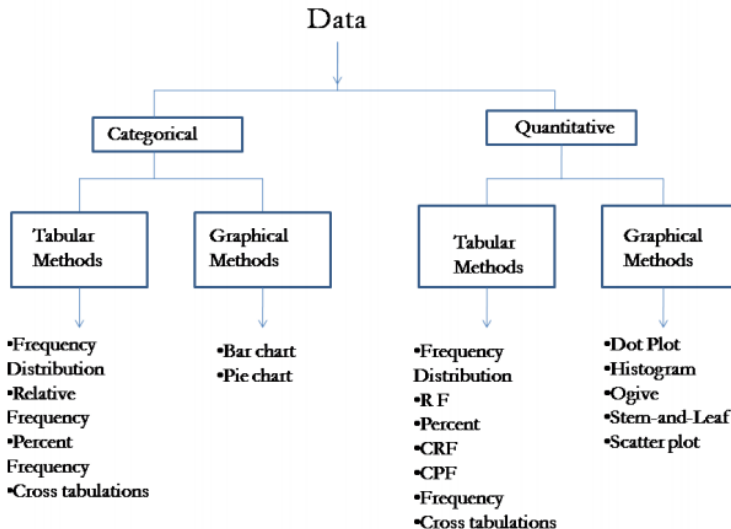 Data
Categorical
Quantitative
Tabular
Methods
Graphical
Methods
Tabular
Methods
Graphical
Methods
•Frequency
Distribution
•Relative
Frequency
•Percent
Frequency
•Cross tabulations
•Bar chart
•Pie chart
•Frequency
Distribution
•R F
•Percent
•CRF
•CPF
•Frequency
•Cross tabulations
•Dot Plot
•Histogram
•Ogive
•Stem-and-Leaf
•Scatter plot